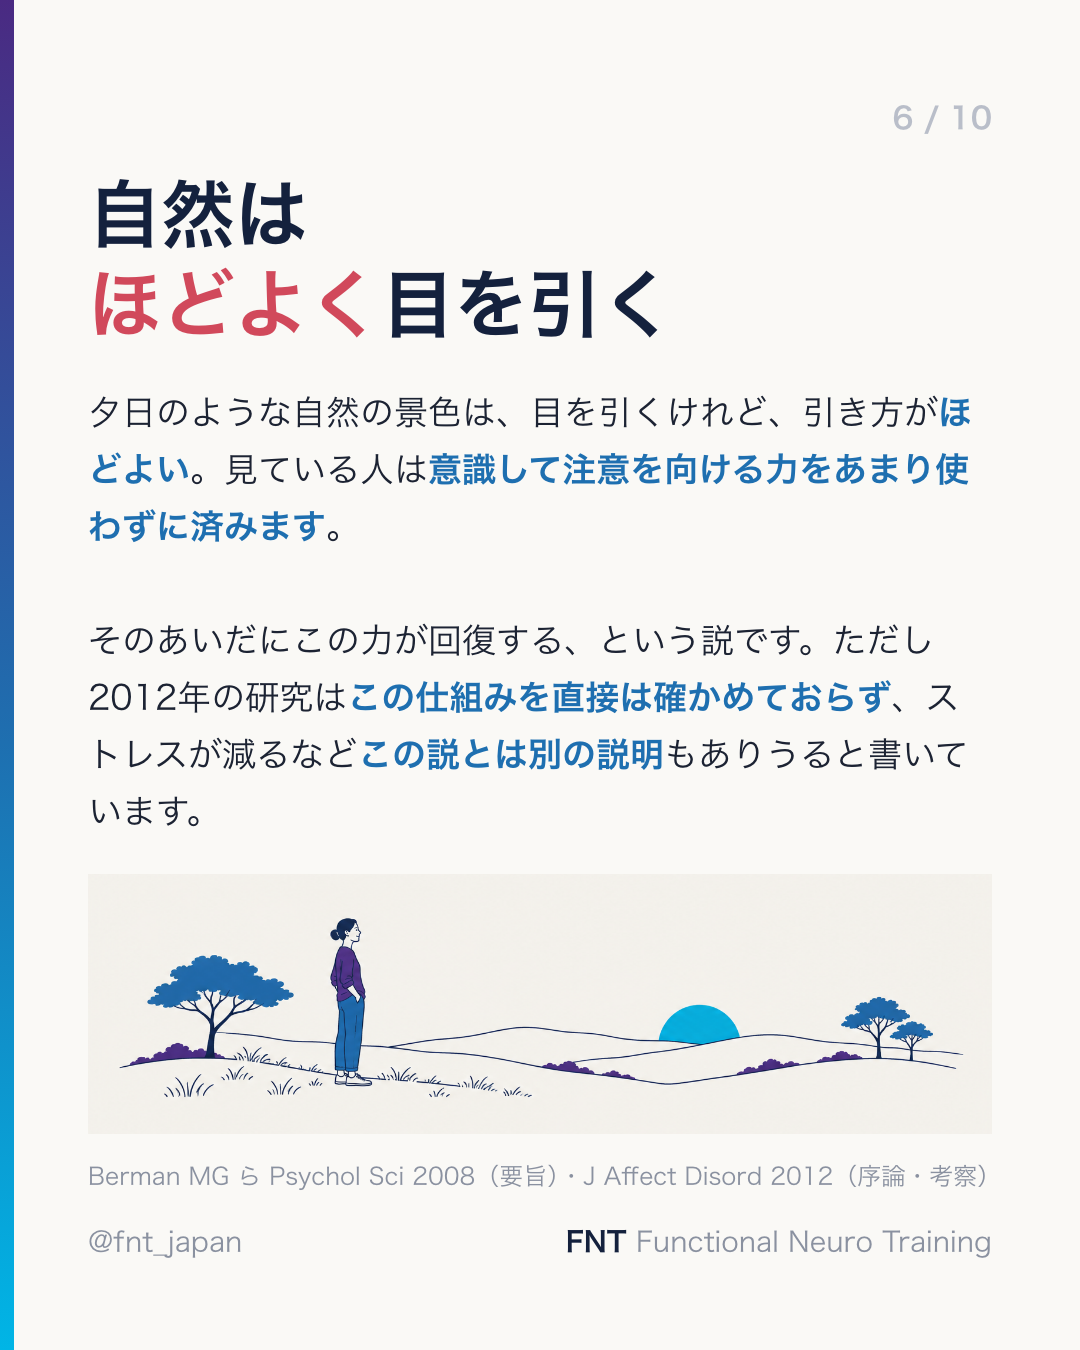 6 / 10
自然は
ほどよく目を引く
夕日のような自然の景色は、目を引くけれど、引き方がほ
どよい。見ている人は意識して注意を向ける力をあまり使
わずに済みます。
そのあいだにこの力が回復する、という説です。ただし
2012年の研究はこの仕組みを直接は確かめておらず、ス
トレスが減るなどこの説とは別の説明もありうると書いて
います。
Berman MG ら Psychol Sci 2008（要旨）・J Affect Disord 2012（序論・考察）
@fnt_japan
FNT Functional Neuro Training